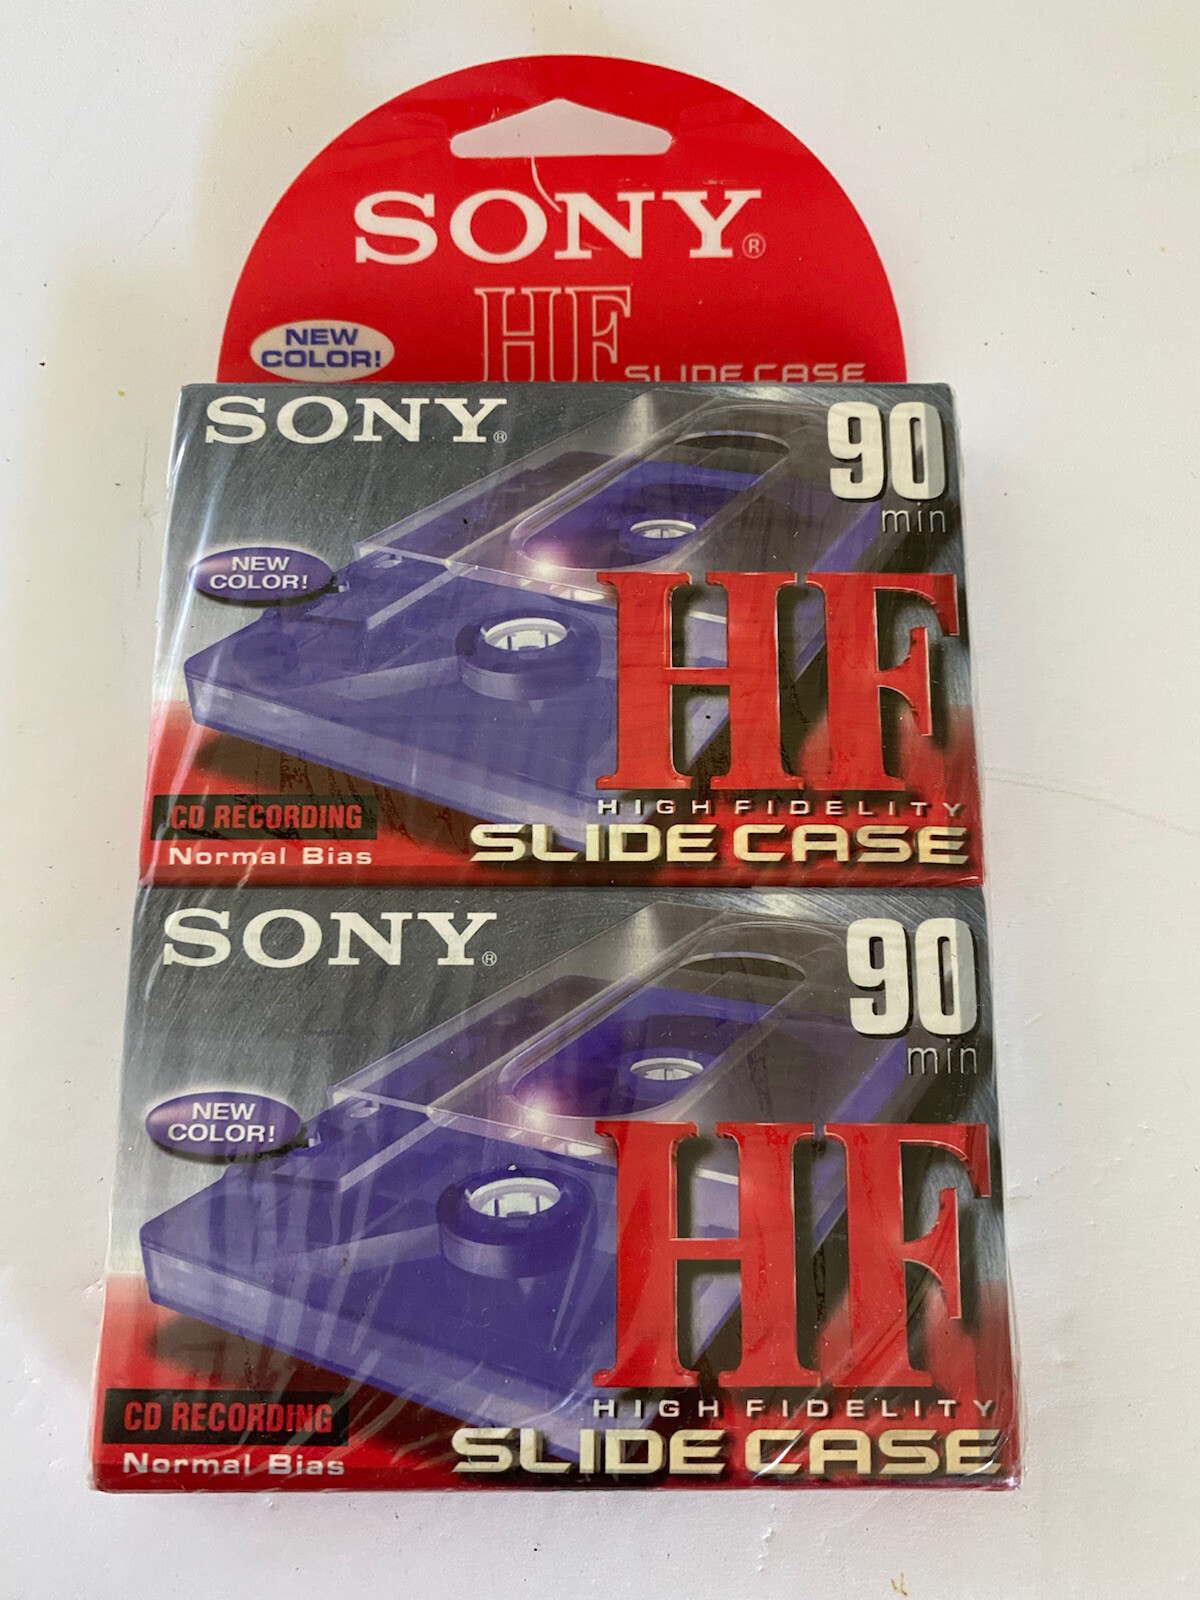 SONY®
HF SLIDE CASE
NEW
COLOR!
SONY®
90
min
NEW
COLOR!
HF
HIGH FIDELITY
SLIDE CASE
CD RECORDING
Normal Bias
SONY®
90
min
NEW
COLOR!
HF
HIGH FIDELITY
SLIDE CASE
CD RECORDING
Normal Bias